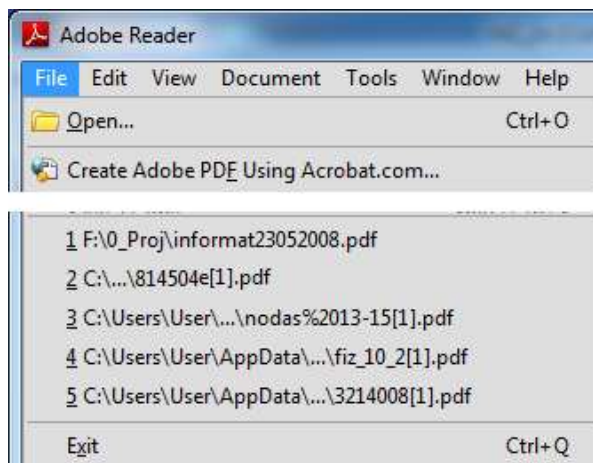 Adobe Reader
File Edit View Document Tools Window Help
Open... Ctrl+O
Create Adobe PDF Using Acrobat.com...
1 F:\0_Proj\informat23052008.pdf
2 C:\...\814504e[1].pdf
3 C:\Users\User\...\nodas%2013-15[1].pdf
4 C:\Users\User\AppData\...\fiz_10_2[1].pdf
5 C:\Users\User\AppData\...\3214008[1].pdf
Exit Ctrl+Q